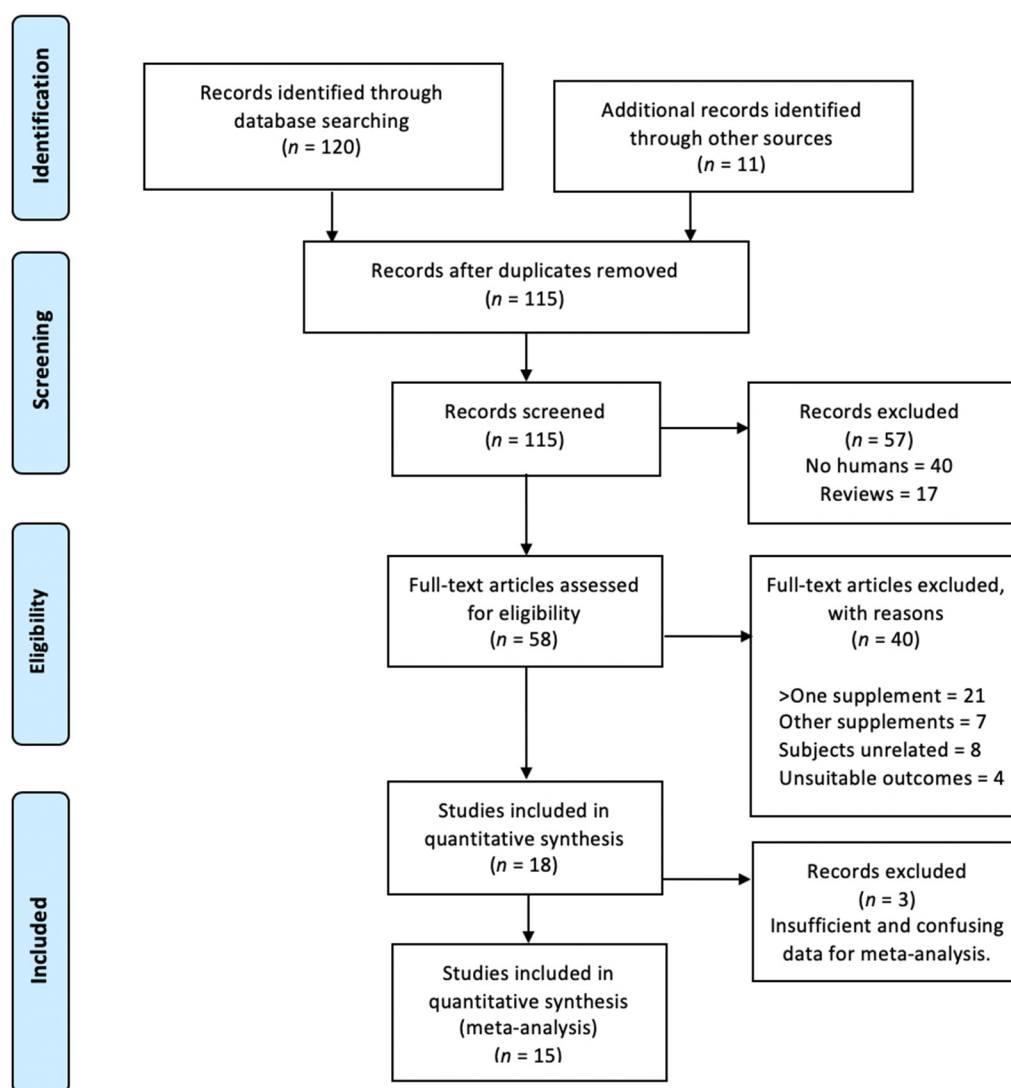 Identification
Records identified through
database searching
(n = 120)
Additional records identified
through other sources
(n = 11)
Screening
Records after duplicates removed
(n = 115)
Records screened
(n = 115)
Records excluded
(n = 57)
No humans = 40
Reviews = 17
Eligibility
Full-text articles assessed
for eligibility
(n = 58)
Full-text articles excluded,
with reasons
(n = 40)
>One supplement = 21
Other supplements = 7
Subjects unrelated = 8
Unsuitable outcomes = 4
Included
Studies included in
quantitative synthesis
(n = 18)
Records excluded
(n = 3)
Insufficient and confusing
data for meta-analysis.
Studies included in
quantitative synthesis
(meta-analysis)
(n = 15)